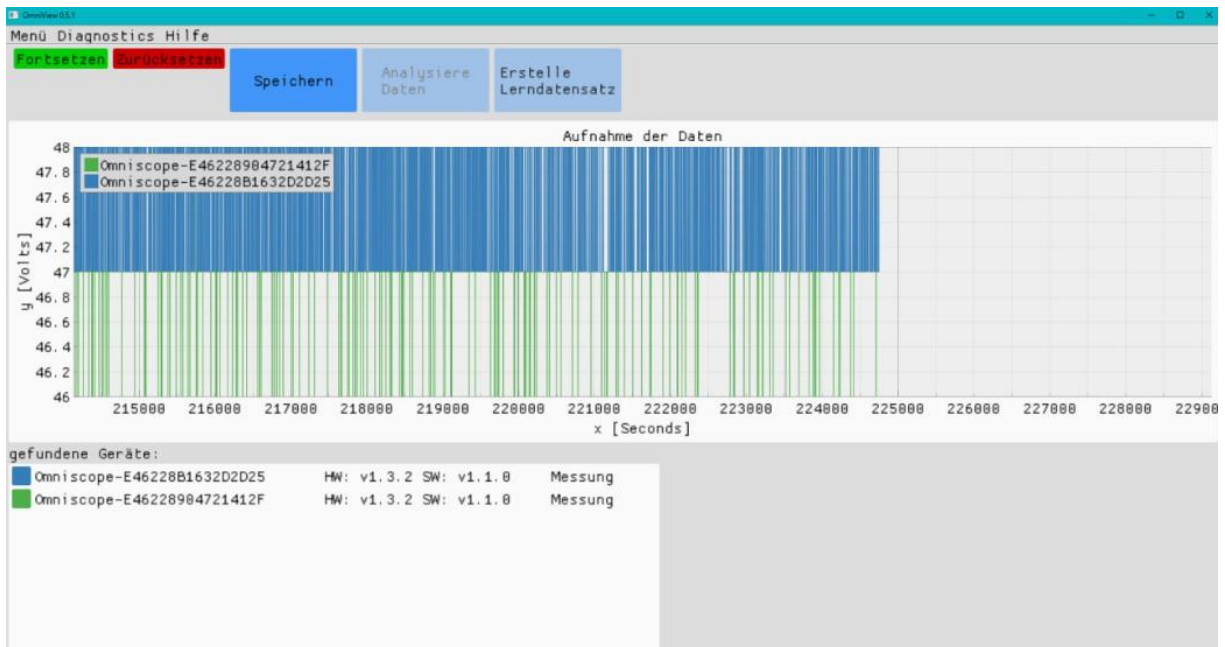 OmniView 0.5.1
Menü Diagnostics Hilfe
Fortsetzen Zurücksetzen
Speichern
Analysiere
Daten
Erstelle
Lerndatensatz
Aufnahme der Daten
Omniscope-E46228904721412F
Omniscope-E46228B1632D2D25
y [Volts]
48
47.8
47.6
47.4
47.2
47
46.8
46.6
46.4
46.2
46
215000 216000 217000 218000 219000 220000 221000 222000 223000 224000 225000 226000 227000 228000 22900
x [Seconds]
gefundene Geräte:
Omniscope-E46228B1632D2D25 HW: v1.3.2 SW: v1.1.0 Messung
Omniscope-E46228904721412F HW: v1.3.2 SW: v1.1.0 Messung